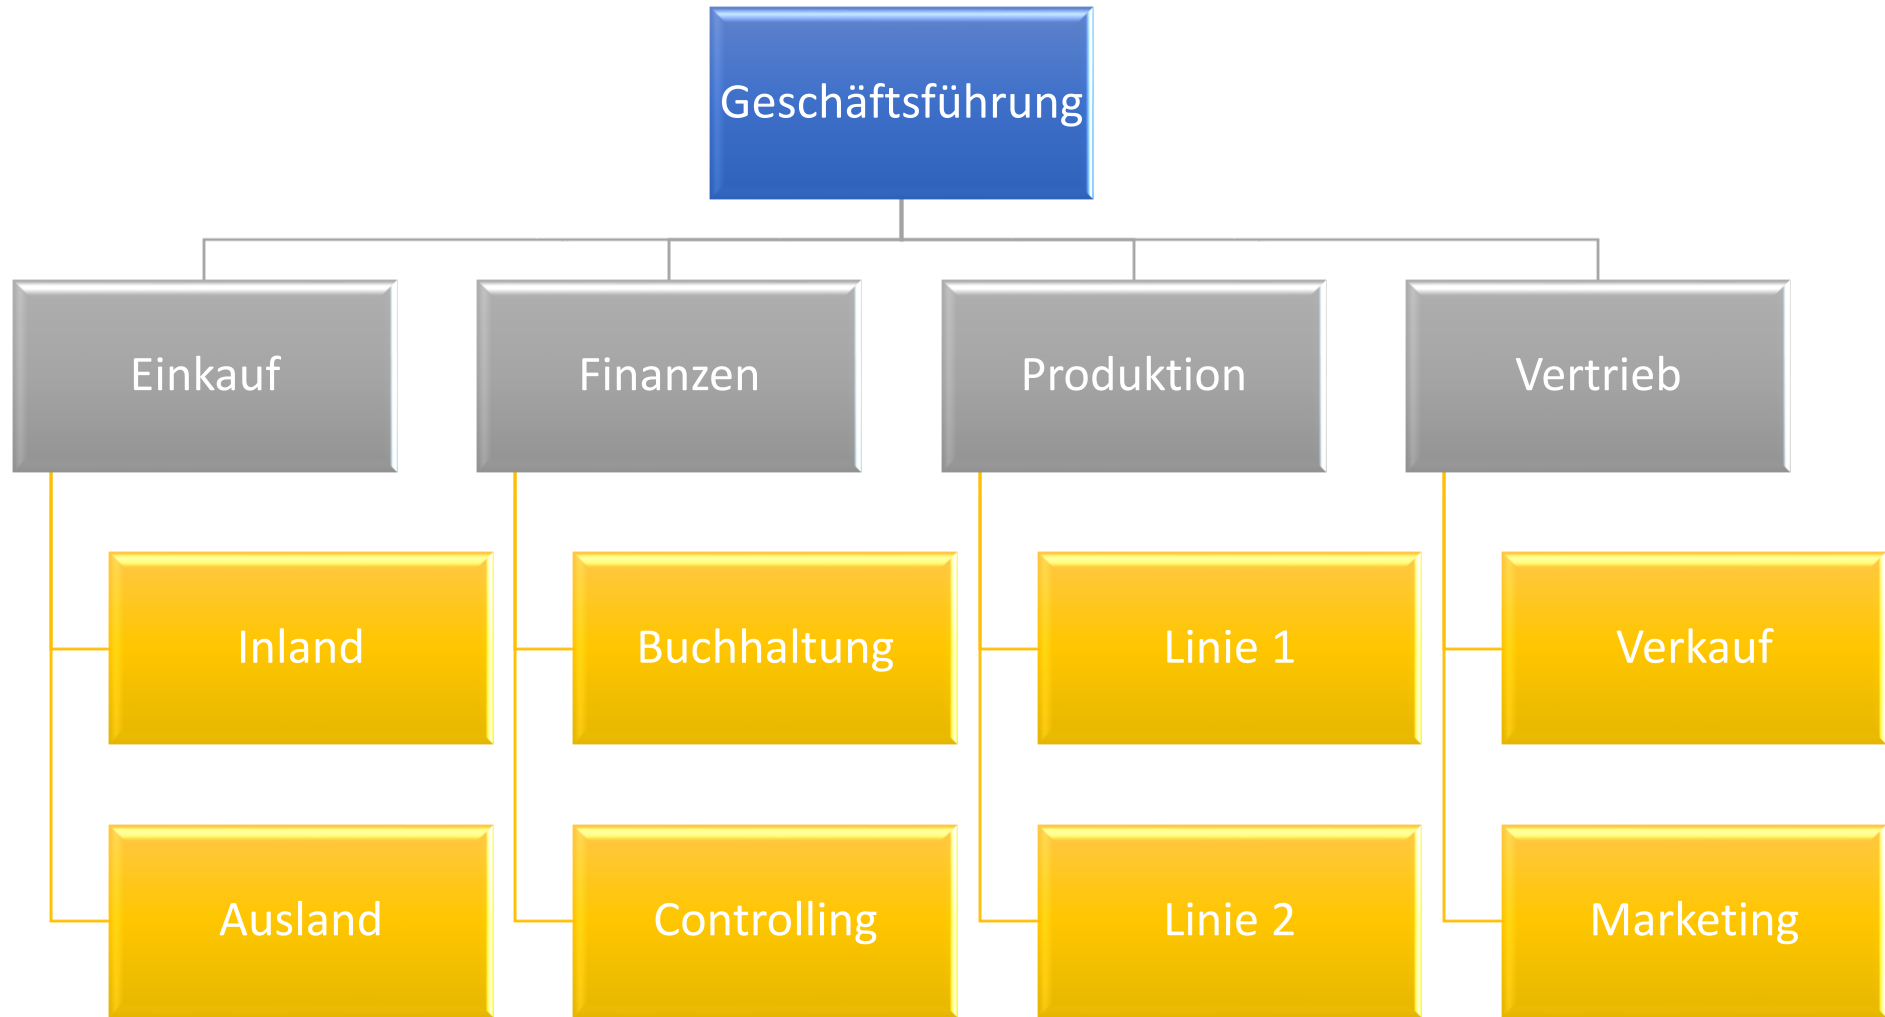 Geschäftsführung
Einkauf
Finanzen
Produktion
Vertrieb
Inland
Buchhaltung
Linie 1
Verkauf
Ausland
Controlling
Linie 2
Marketing